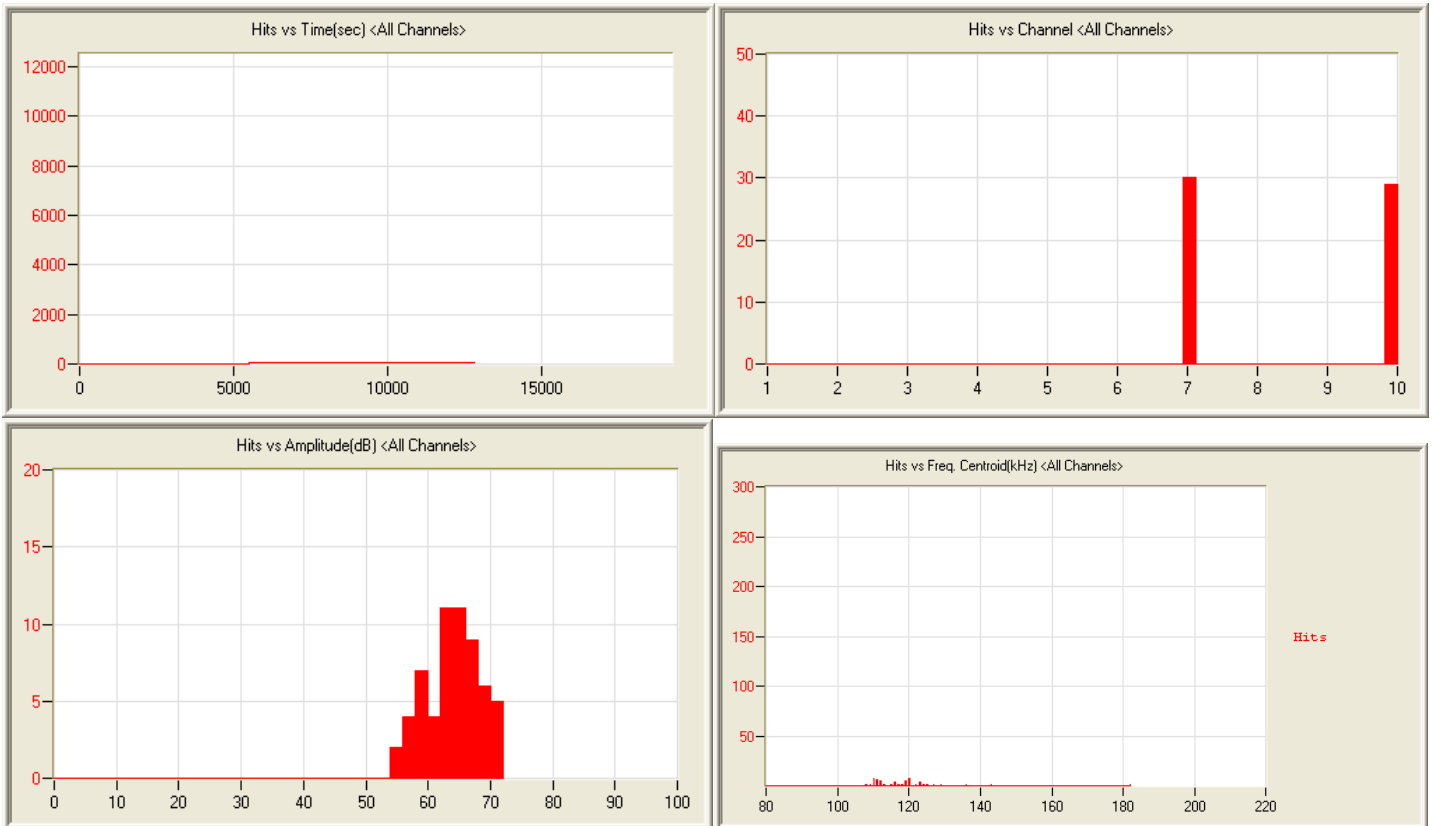 Hits vs Time(sec) <All Channels>
12000
10000
8000
6000
4000
2000
0
0 5000 10000 15000
Hits vs Channel <All Channels>
50
40
30
20
10
0
1 2 3 4 5 6 7 8 9 10
Hits vs Amplitude(dB) <All Channels>
20
15
10
5
0
0 10 20 30 40 50 60 70 80 90 100
Hits vs Freq. Centroid(kHz) <All Channels>
300
250
200
150
100
50
80 100 120 140 160 180 200 220
Hits